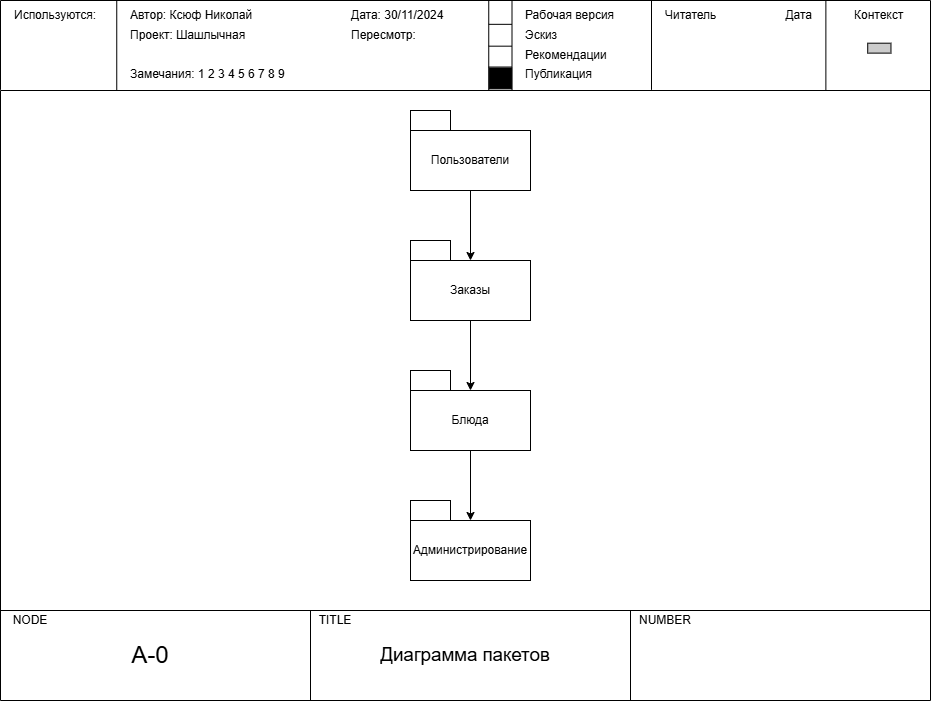 Используются:
Автор: Ксюф Николай
Дата: 30/11/2024
Рабочая версия
Читатель
Дата
Контекст
Проект: Шашлычная
Пересмотр:
Эскиз
Рекомендации
Замечания: 1 2 3 4 5 6 7 8 9
Публикация
Пользователи
Заказы
Блюда
Администрирование
NODE
TITLE
NUMBER
A-0
Диаграмма пакетов